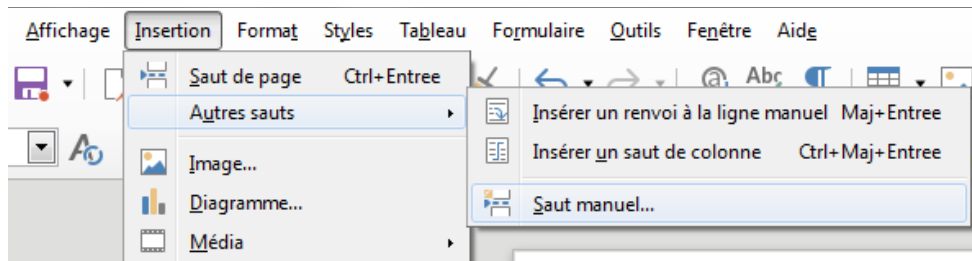 Affichage Insertion Format Styles Tableau Formulaire Outils Fenêtre Aide
Saut de page Ctrl+Entree
Abc
Autres sauts
Insérer un renvoi à la ligne manuel Maj+Entree
Insérer un saut de colonne Ctrl+Maj+Entree
Image...
Saut manuel...
Diagramme...
Média